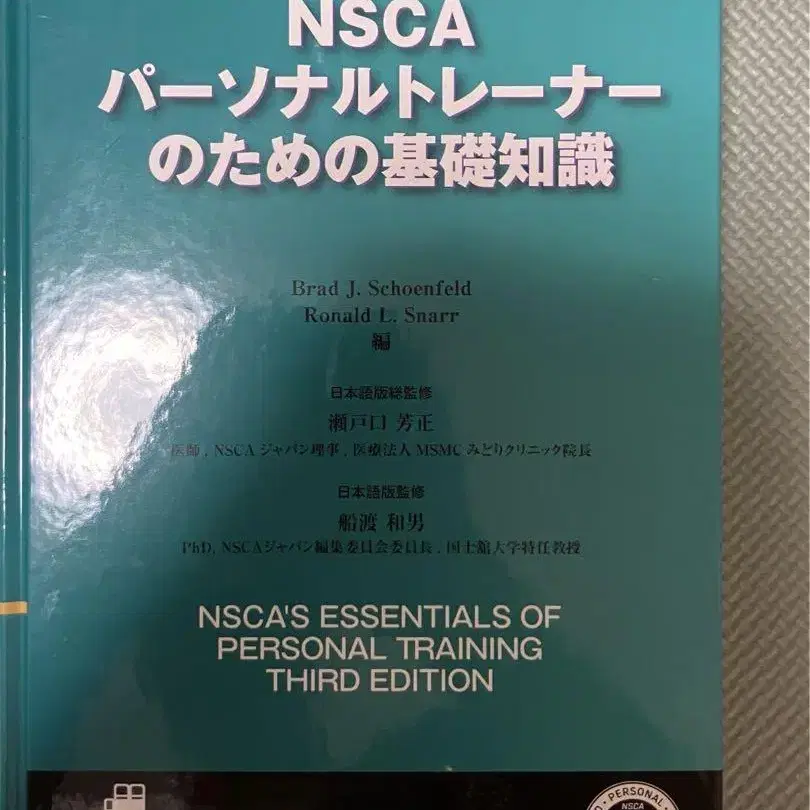 NSCA
パーソナルトレーナー
のための基礎知識
Brad J. Schoenfeld
Ronald L. Snarr
編
日本語版総監修
瀬戸口 芳正
医師 , NSCA ジャパン理事 , 医療法人 MSMC みどりクリニック院長
日本語版監修
船渡 和男
PhD, NSCAジャパン編集委員会委員長 , 国士舘大学特任教授
NSCA'S ESSENTIALS OF
PERSONAL TRAINING
THIRD EDITION
PERSONAL
NSCA